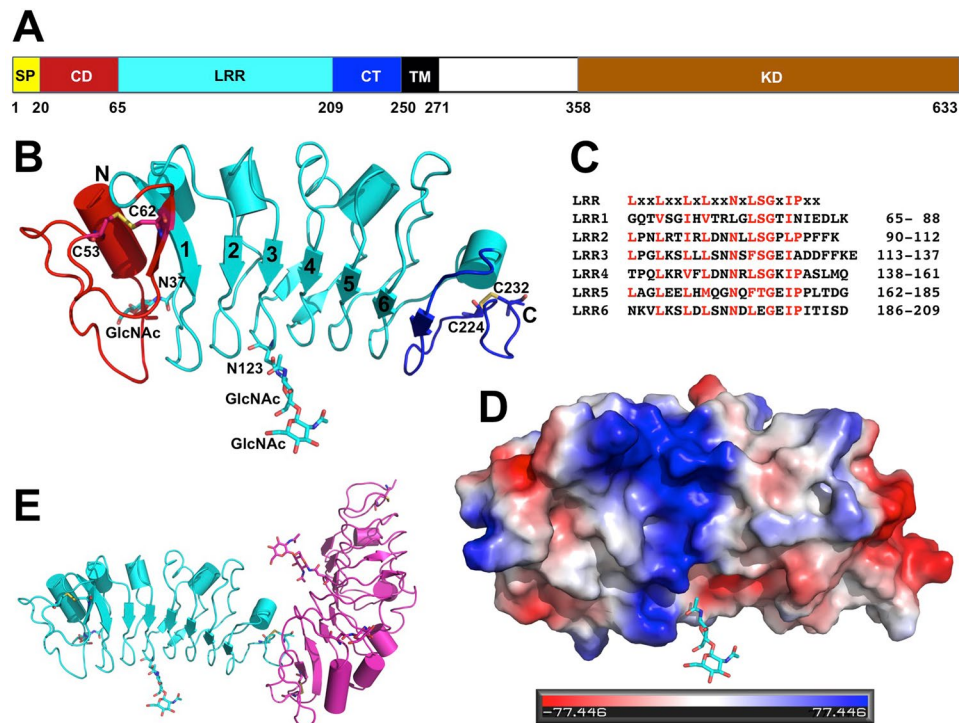 A
SP CD LRR CT TM KD
1 20 65 209 250 271 358 633
B
N
C62
C53
N37
GlcNAc
1 2 3 4 5 6
C232
C
C224
N123
GlcNAc
GlcNAc
C
LRR LxxLxxLxLxxNxLSGxIPxx
LRR1 GQTVSGIHVTRLGLSGTINIEDLK 65- 88
LRR2 LPNLRTIRLDNNLLSGPLPPFFK 90-112
LRR3 LPGLKSLLLSNNSFSGEIADDFFKE 113-137
LRR4 TPQLKRVFLDNNRLSGKIPASLMQ 138-161
LRR5 LAGLEELHMQGNQFTGEIPPLTDG 162-185
LRR6 NKVLKSLDLSNNDLEGEIPITISD 186-209
D
-77.446 77.446
E